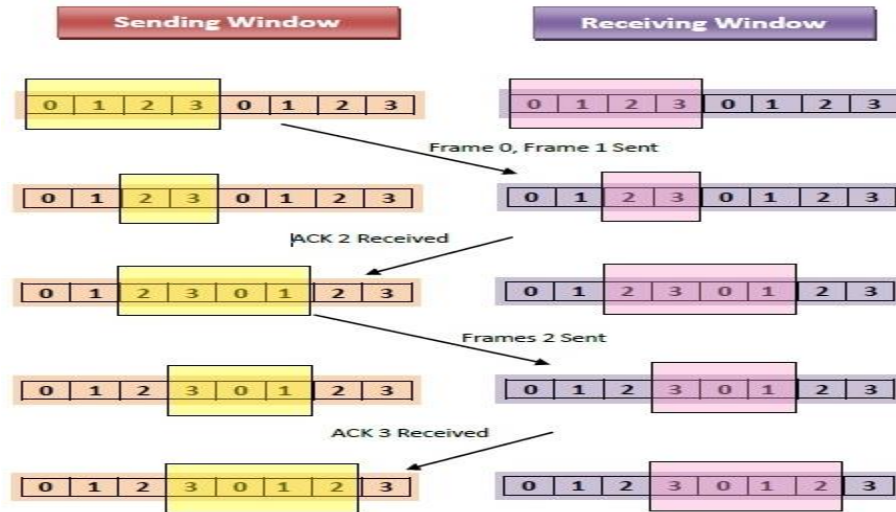 Sending Window Receiving Window
0 1 2 3 0 1 2 3 0 1 2 3 0 1 2 3
Frame 0, Frame 1 Sent
0 1 2 3 0 1 2 3 0 1 2 3 0 1 2 3
ACK 2 Received
0 1 2 3 0 1 2 3 0 1 2 3 0 1 2 3
Frames 2 Sent
0 1 2 3 0 1 2 3 0 1 2 3 0 1 2 3
ACK 3 Received
0 1 2 3 0 1 2 3 0 1 2 3 0 1 2 3